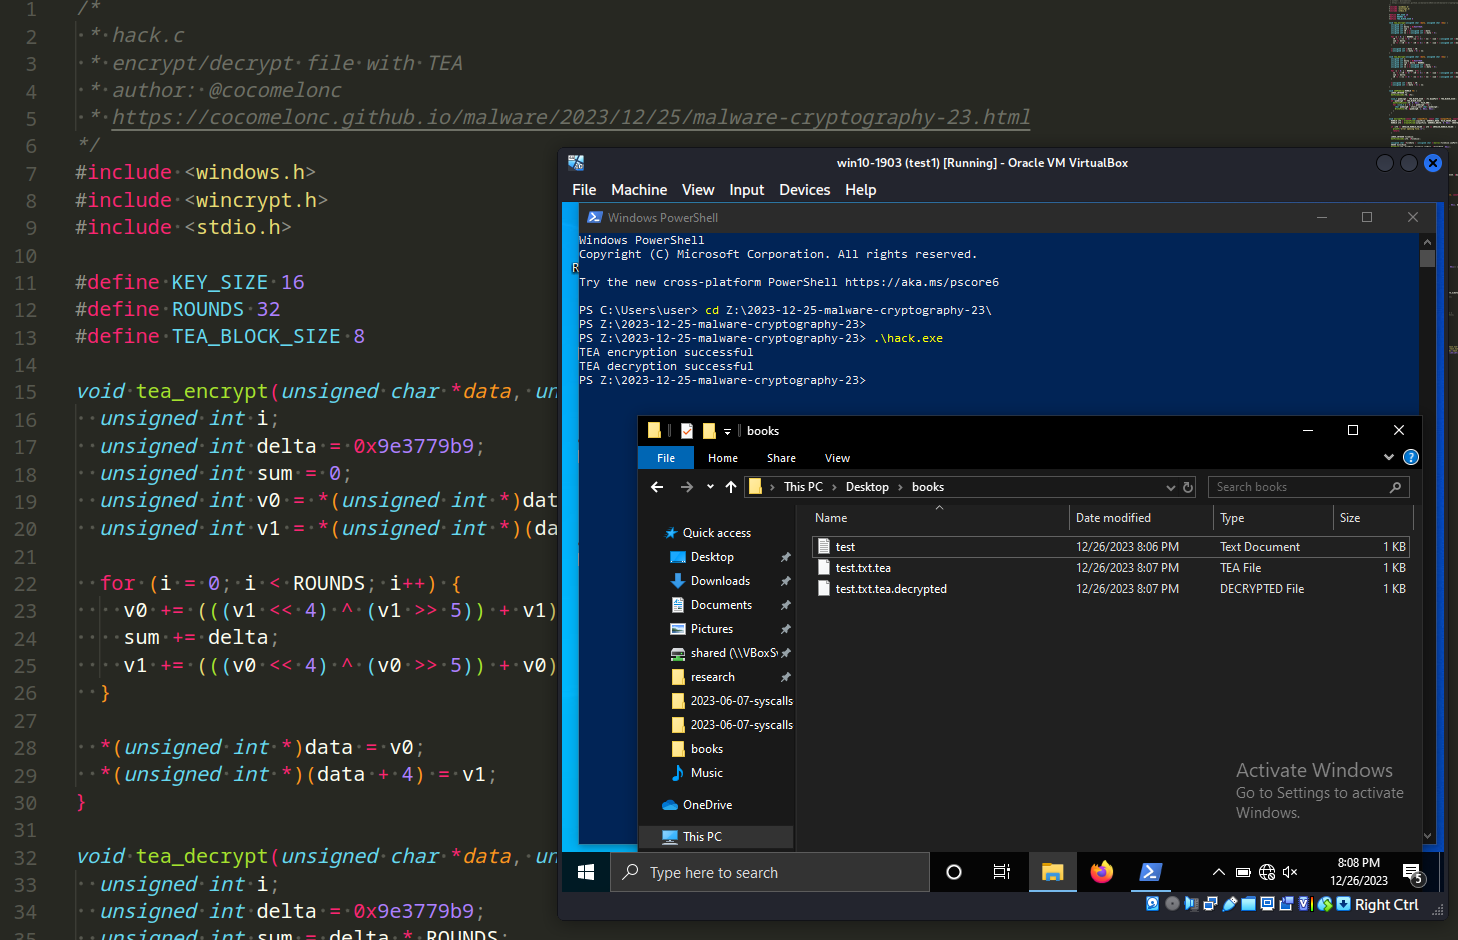 1 /*
2 * hack.c
3 * encrypt/decrypt file with TEA
4 * author: @cocomelonc
5 * https://cocomelonc.github.io/malware/2023/12/25/malware-cryptography-23.html
6 */
7 #include <windows.h>
8 #include <wincrypt.h>
9 #include <stdio.h>
10
11 #define KEY_SIZE 16
12 #define ROUNDS 32
13 #define TEA_BLOCK_SIZE 8
14
15 void tea_encrypt(unsigned char *data, un
16 unsigned int i;
17 unsigned int delta = 0x9e3779b9;
18 unsigned int sum = 0;
19 unsigned int v0 = *(unsigned int *)dat
20 unsigned int v1 = *(unsigned int *)(da
21
22 for (i = 0; i < ROUNDS; i++) {
23 v0 += (((v1 << 4) ^ (v1 >> 5)) + v1)
24 sum += delta;
25 v1 += (((v0 << 4) ^ (v0 >> 5)) + v0)
26 }
27
28 *(unsigned int *)data = v0;
29 *(unsigned int *)(data + 4) = v1;
30 }
31
32 void tea_decrypt(unsigned char *data, un
33 unsigned int i;
34 unsigned int delta = 0x9e3779b9;
35 unsigned int sum = delta * ROUNDS;
win10-1903 (test1) [Running] - Oracle VM VirtualBox
File Machine View Input Devices Help
Windows PowerShell
Windows PowerShell
Copyright (C) Microsoft Corporation. All rights reserved.
R
Try the new cross-platform PowerShell https://aka.ms/pscore6
PS C:\Users\user> cd Z:\2023-12-25-malware-cryptography-23\
PS Z:\2023-12-25-malware-cryptography-23>
PS Z:\2023-12-25-malware-cryptography-23> .\hack.exe
TEA encryption successful
TEA decryption successful
PS Z:\2023-12-25-malware-cryptography-23>
books
File Home Share View
This PC > Desktop > books
Search books
Name Date modified Type Size
test 12/26/2023 8:06 PM Text Document 1 KB
test.txt.tea 12/26/2023 8:07 PM TEA File 1 KB
test.txt.tea.decrypted 12/26/2023 8:07 PM DECRYPTED File 1 KB
Quick access
Desktop
Downloads
Documents
Pictures
shared (\\VBoxSv
research
2023-06-07-syscalls
2023-06-07-syscalls
books
Music
OneDrive
This PC
Activate Windows
Go to Settings to activate
Windows.
Type here to search
8:08 PM
12/26/2023
5
Right Ctrl